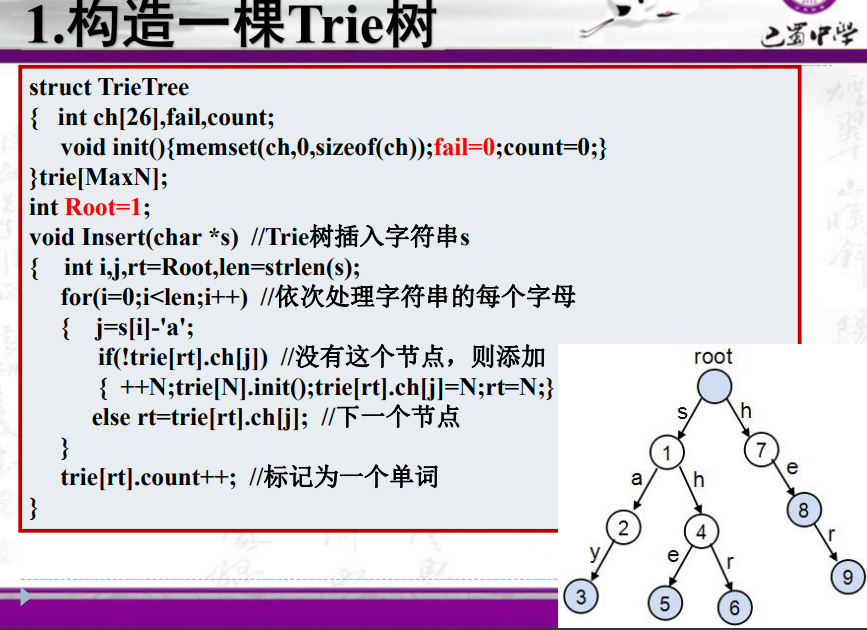 1.构造一棵Trie树
巴蜀中学
struct TrieTree
{ int ch[26],fail,count;
void init(){memset(ch,0,sizeof(ch));fail=0;count=0;}
}trie[MaxN];
int Root=1;
void Insert(char *s) //Trie树插入字符串s
{ int i,j,rt=Root,len=strlen(s);
for(i=0;i<len;i++) //依次处理字符串的每个字母
{ j=s[i]-'a';
if(!trie[rt].ch[j]) //没有这个节点，则添加
{ ++N;trie[N].init();trie[rt].ch[j]=N;rt=N;}
else rt=trie[rt].ch[j]; //下一个节点
}
trie[rt].count++; //标记为一个单词
}
root
s h
1 7
a h e
2 4 8
y e r r
3 5 6 9